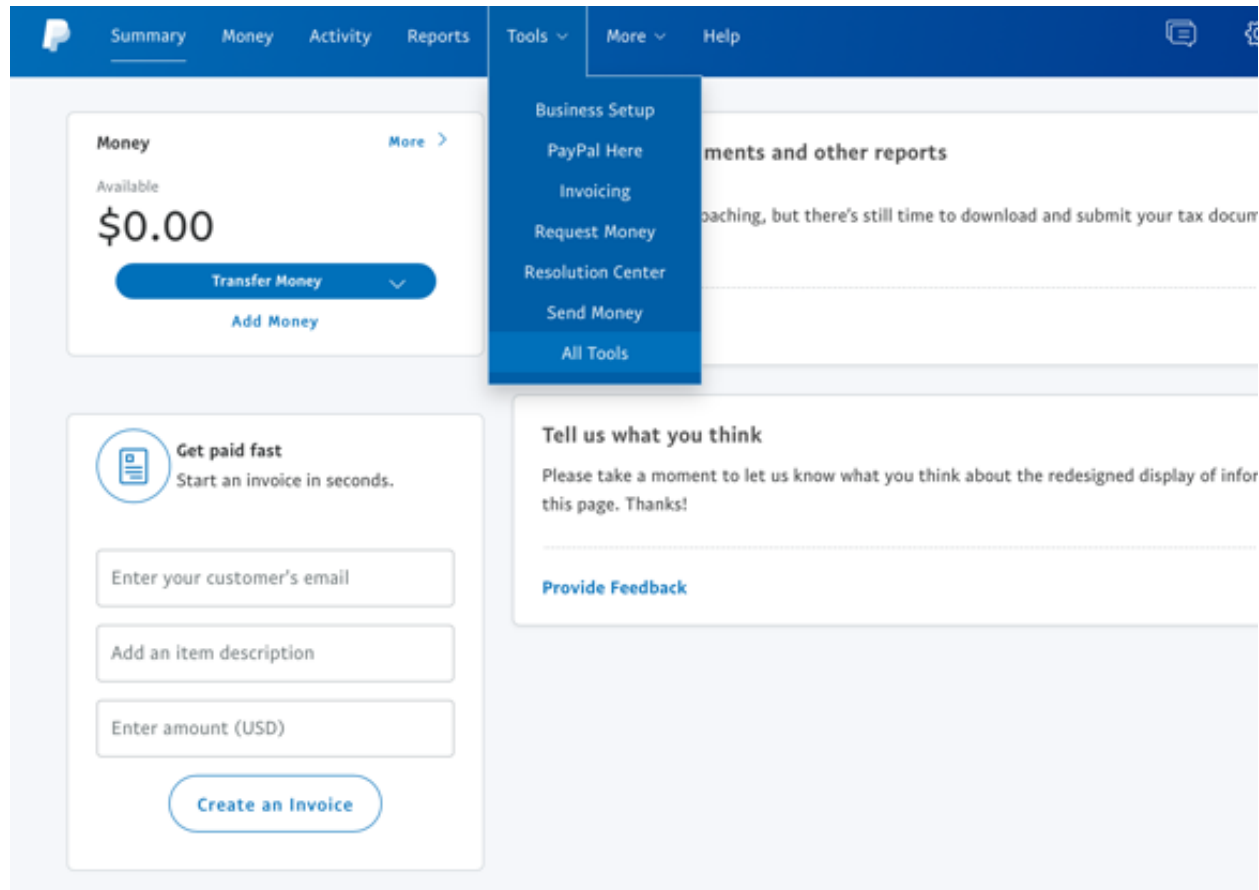 Summary Money Activity Reports Tools More Help
Business Setup
PayPal Here
Invoicing
Request Money
Resolution Center
Send Money
All Tools
Money More
Available
$0.00
Transfer Money
Add Money
ments and other reports
but there's still time to download and submit your tax
Get paid fast
Start an invoice in seconds.
Enter your customer's email
Add an item description
Enter amount (USD)
Create an Invoice
Tell us what you think
Please take a moment to let us know what you think about the redesigned display of
this page. Thanks!
Provide Feedback